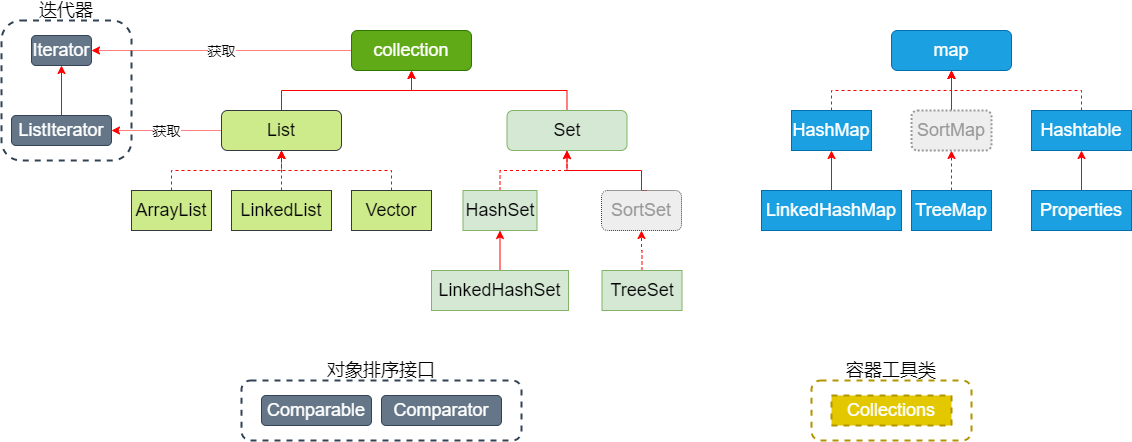 迭代器
Iterator
获取
collection
map
ListIterator
获取
List
Set
HashMap
SortMap
Hashtable
ArrayList
LinkedList
Vector
HashSet
SortSet
LinkedHashMap
TreeMap
Properties
LinkedHashSet
TreeSet
对象排序接口
容器工具类
Comparable
Comparator
Collections